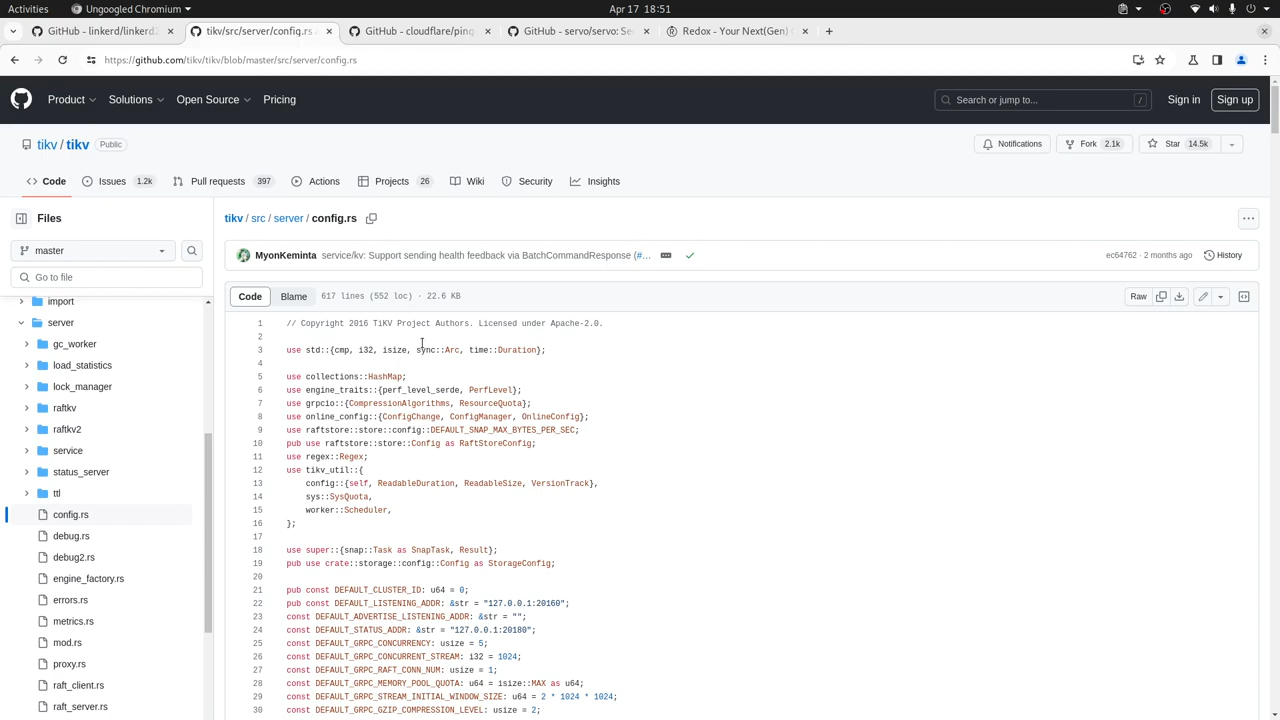 Activities
Ungoogled Chromium
Apr 17 18:51
GitHub - linkerd/linkerd2
tikv/src/server/config.rs
GitHub - cloudflare/ping
GitHub - servo/servo: Se
Redox - Your Next(Gen)
https://github.com/tikv/tikv/blob/master/src/server/config.rs
Product
Solutions
Open Source
Pricing
Search or jump to...
/
Sign in
Sign up
tikv / tikv
Public
Notifications
Fork 2.1k
Star 14.5k
Code
Issues 1.2k
Pull requests 397
Actions
Projects 26
Wiki
Security
Insights
Files
master
Go to file
import
server
gc_worker
load_statistics
lock_manager
raftkv
raftkv2
service
status_server
ttl
config.rs
debug.rs
debug2.rs
engine_factory.rs
errors.rs
metrics.rs
mod.rs
proxy.rs
raft_client.rs
raft_server.rs
tikv / src / server / config.rs
MyonKeminta service/kv: Support sending health feedback via BatchCommandResponse (#…
ec64762 · 2 months ago
History
Code
Blame
617 lines (552 loc) · 22.6 KB
Raw
1 // Copyright 2016 TiKV Project Authors. Licensed under Apache-2.0.
2
3 use std::{cmp, i32, isize, sync::Arc, time::Duration};
4
5 use collections::HashMap;
6 use engine_traits::{perf_level_serde, PerfLevel};
7 use grpcio::{CompressionAlgorithms, ResourceQuota};
8 use online_config::{ConfigChange, ConfigManager, OnlineConfig};
9 use raftstore::store::config::DEFAULT_SNAP_MAX_BYTES_PER_SEC;
10 pub use raftstore::store::Config as RaftStoreConfig;
11 use regex::Regex;
12 use tikv_util::{
13 config::{self, ReadableDuration, ReadableSize, VersionTrack},
14 sys::SysQuota,
15 worker::Scheduler,
16 };
17
18 use super::{snap::Task as SnapTask, Result};
19 pub use crate::storage::config::Config as StorageConfig;
20
21 pub const DEFAULT_CLUSTER_ID: u64 = 0;
22 pub const DEFAULT_LISTENING_ADDR: &str = "127.0.0.1:20160";
23 const DEFAULT_ADVERTISE_LISTENING_ADDR: &str = "";
24 const DEFAULT_STATUS_ADDR: &str = "127.0.0.1:20180";
25 const DEFAULT_GRPC_CONCURRENCY: usize = 5;
26 const DEFAULT_GRPC_CONCURRENT_STREAM: i32 = 1024;
27 const DEFAULT_GRPC_RAFT_CONN_NUM: usize = 1;
28 const DEFAULT_GRPC_MEMORY_POOL_QUOTA: u64 = isize::MAX as u64;
29 const DEFAULT_GRPC_STREAM_INITIAL_WINDOW_SIZE: u64 = 2 * 1024 * 1024;
30 const DEFAULT_GRPC_GZIP_COMPRESSION_LEVEL: usize = 2;